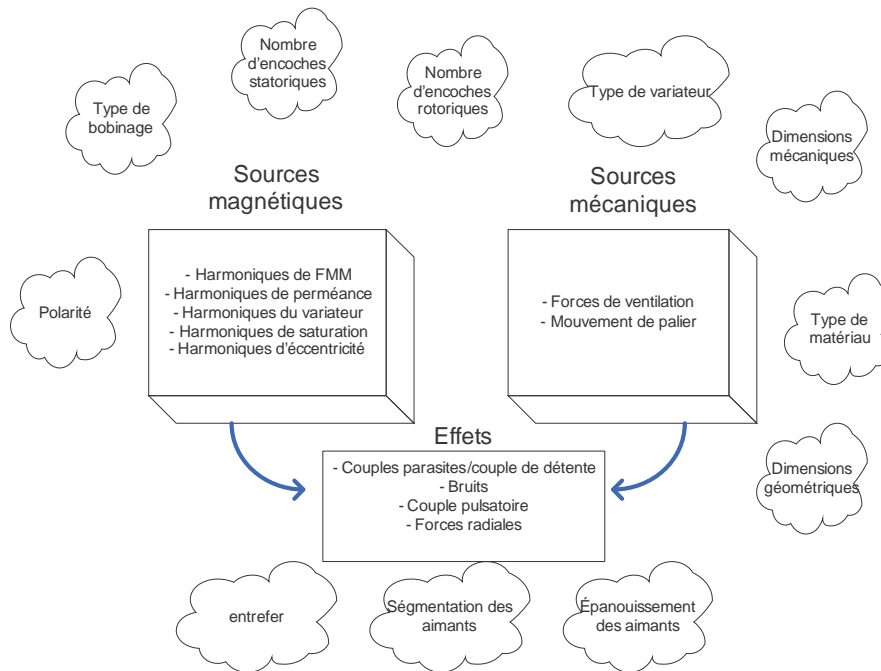 Nombre
d'encoches
statoriques
Nombre
d'encoches
rotoriques
Type de variateur
Type de
bobinage
Dimensions
mécaniques
Sources
magnétiques
Sources
mécaniques
- Harmoniques de FMM
- Harmoniques de perméance
- Harmoniques du variateur
- Harmoniques de saturation
- Harmoniques d'éccentricité
- Forces de ventilation
- Mouvement de palier
Polarité
Type de
matériau
Effets
- Couples parasites/couple de détente
- Bruits
- Couple pulsatoire
- Forces radiales
Dimensions
géométriques
entrefer
Ségmentation des
aimants
Épanouissement
des aimants